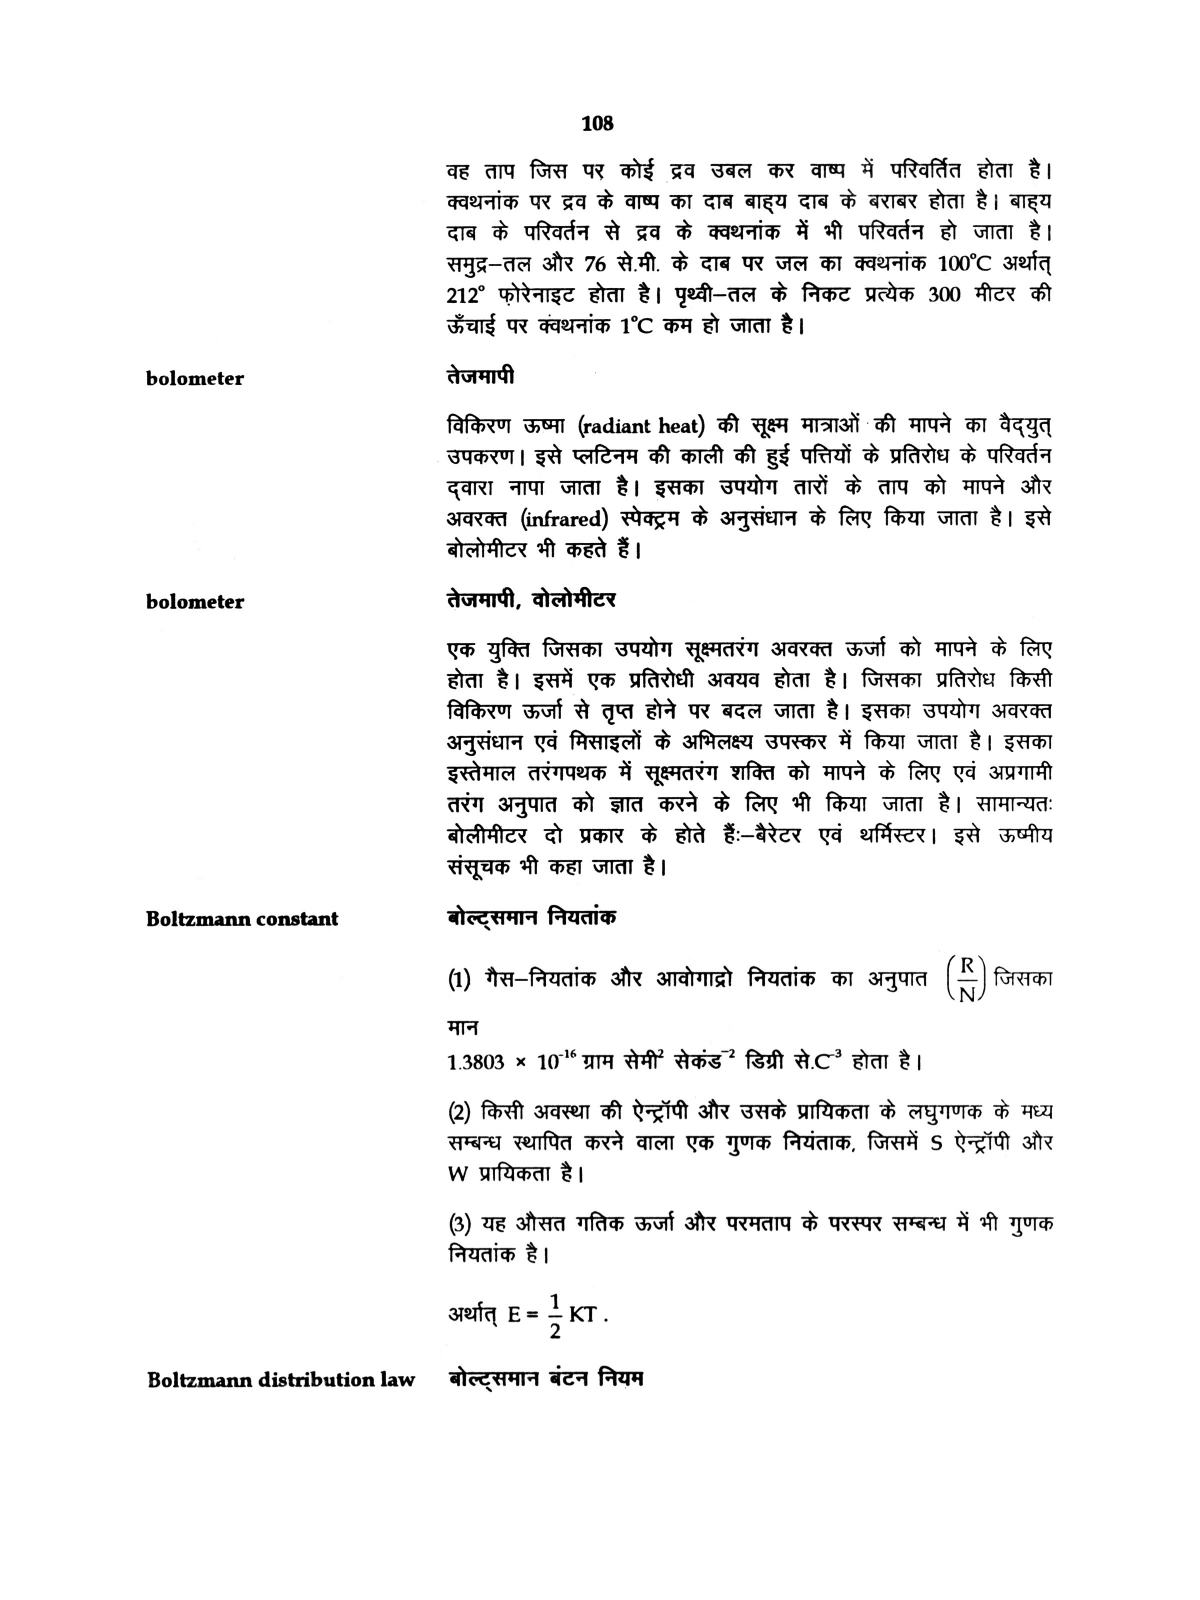 108
वह ताप जिस पर कोई द्रव उबल कर वाष्प में परिवर्तित होता है।
क्वथनांक पर द्रव के वाष्प का दाब बाह्य दाब के बराबर होता है। बाह्य
दाब के परिवर्तन से द्रव के क्वथनांक में भी परिवर्तन हो जाता है।
समुद्र–तल और 76 से.मी. के दाब पर जल का क्वथनांक 100°C अर्थात्
212° फ़ोरेनाइट होता है। पृथ्वी–तल के निकट प्रत्येक 300 मीटर की
ऊँचाई पर क्वथनांक 1°C कम हो जाता है।
bolometer तेजमापी
विकिरण ऊष्मा (radiant heat) की सूक्ष्म मात्राओं की मापने का वैद्युत्
उपकरण। इसे प्लटिनम की काली की हुई पत्तियों के प्रतिरोध के परिवर्तन
द्वारा नापा जाता है। इसका उपयोग तारों के ताप को मापने और
अवरक्त (infrared) स्पेक्ट्रम के अनुसंधान के लिए किया जाता है। इसे
बोलोमीटर भी कहते हैं।
bolometer तेजमापी, वोलोमीटर
एक युक्ति जिसका उपयोग सूक्ष्मतरंग अवरक्त ऊर्जा को मापने के लिए
होता है। इसमें एक प्रतिरोधी अवयव होता है। जिसका प्रतिरोध किसी
विकिरण ऊर्जा से तृप्त होने पर बदल जाता है। इसका उपयोग अवरक्त
अनुसंधान एवं मिसाइलों के अभिलक्ष्य उपस्कर में किया जाता है। इसका
इस्तेमाल तरंगपथक में सूक्ष्मतरंग शक्ति को मापने के लिए एवं अप्रगामी
तरंग अनुपात को ज्ञात करने के लिए भी किया जाता है। सामान्यतः
बोलीमीटर दो प्रकार के होते हैं:–बैरेटर एवं थर्मिस्टर। इसे ऊष्मीय
संसूचक भी कहा जाता है।
Boltzmann constant बोल्ट्समान नियतांक
(1) गैस–नियतांक और आवोगाद्रो नियतांक का अनुपात (R/N) जिसका
मान
1.3803 × 10⁻¹⁶ ग्राम सेमी² सेकंड⁻² डिग्री से.C⁻³ होता है।
(2) किसी अवस्था की ऐन्ट्रॉपी और उसके प्रायिकता के लघुगणक के मध्य
सम्बन्ध स्थापित करने वाला एक गुणक नियंताक, जिसमें S ऐन्ट्रॉपी और
W प्रायिकता है।
(3) यह औसत गतिक ऊर्जा और परमताप के परस्पर सम्बन्ध में भी गुणक
नियतांक है।
अर्थात् E = 1/2 KT .
Boltzmann distribution law बोल्ट्समान बंटन नियम